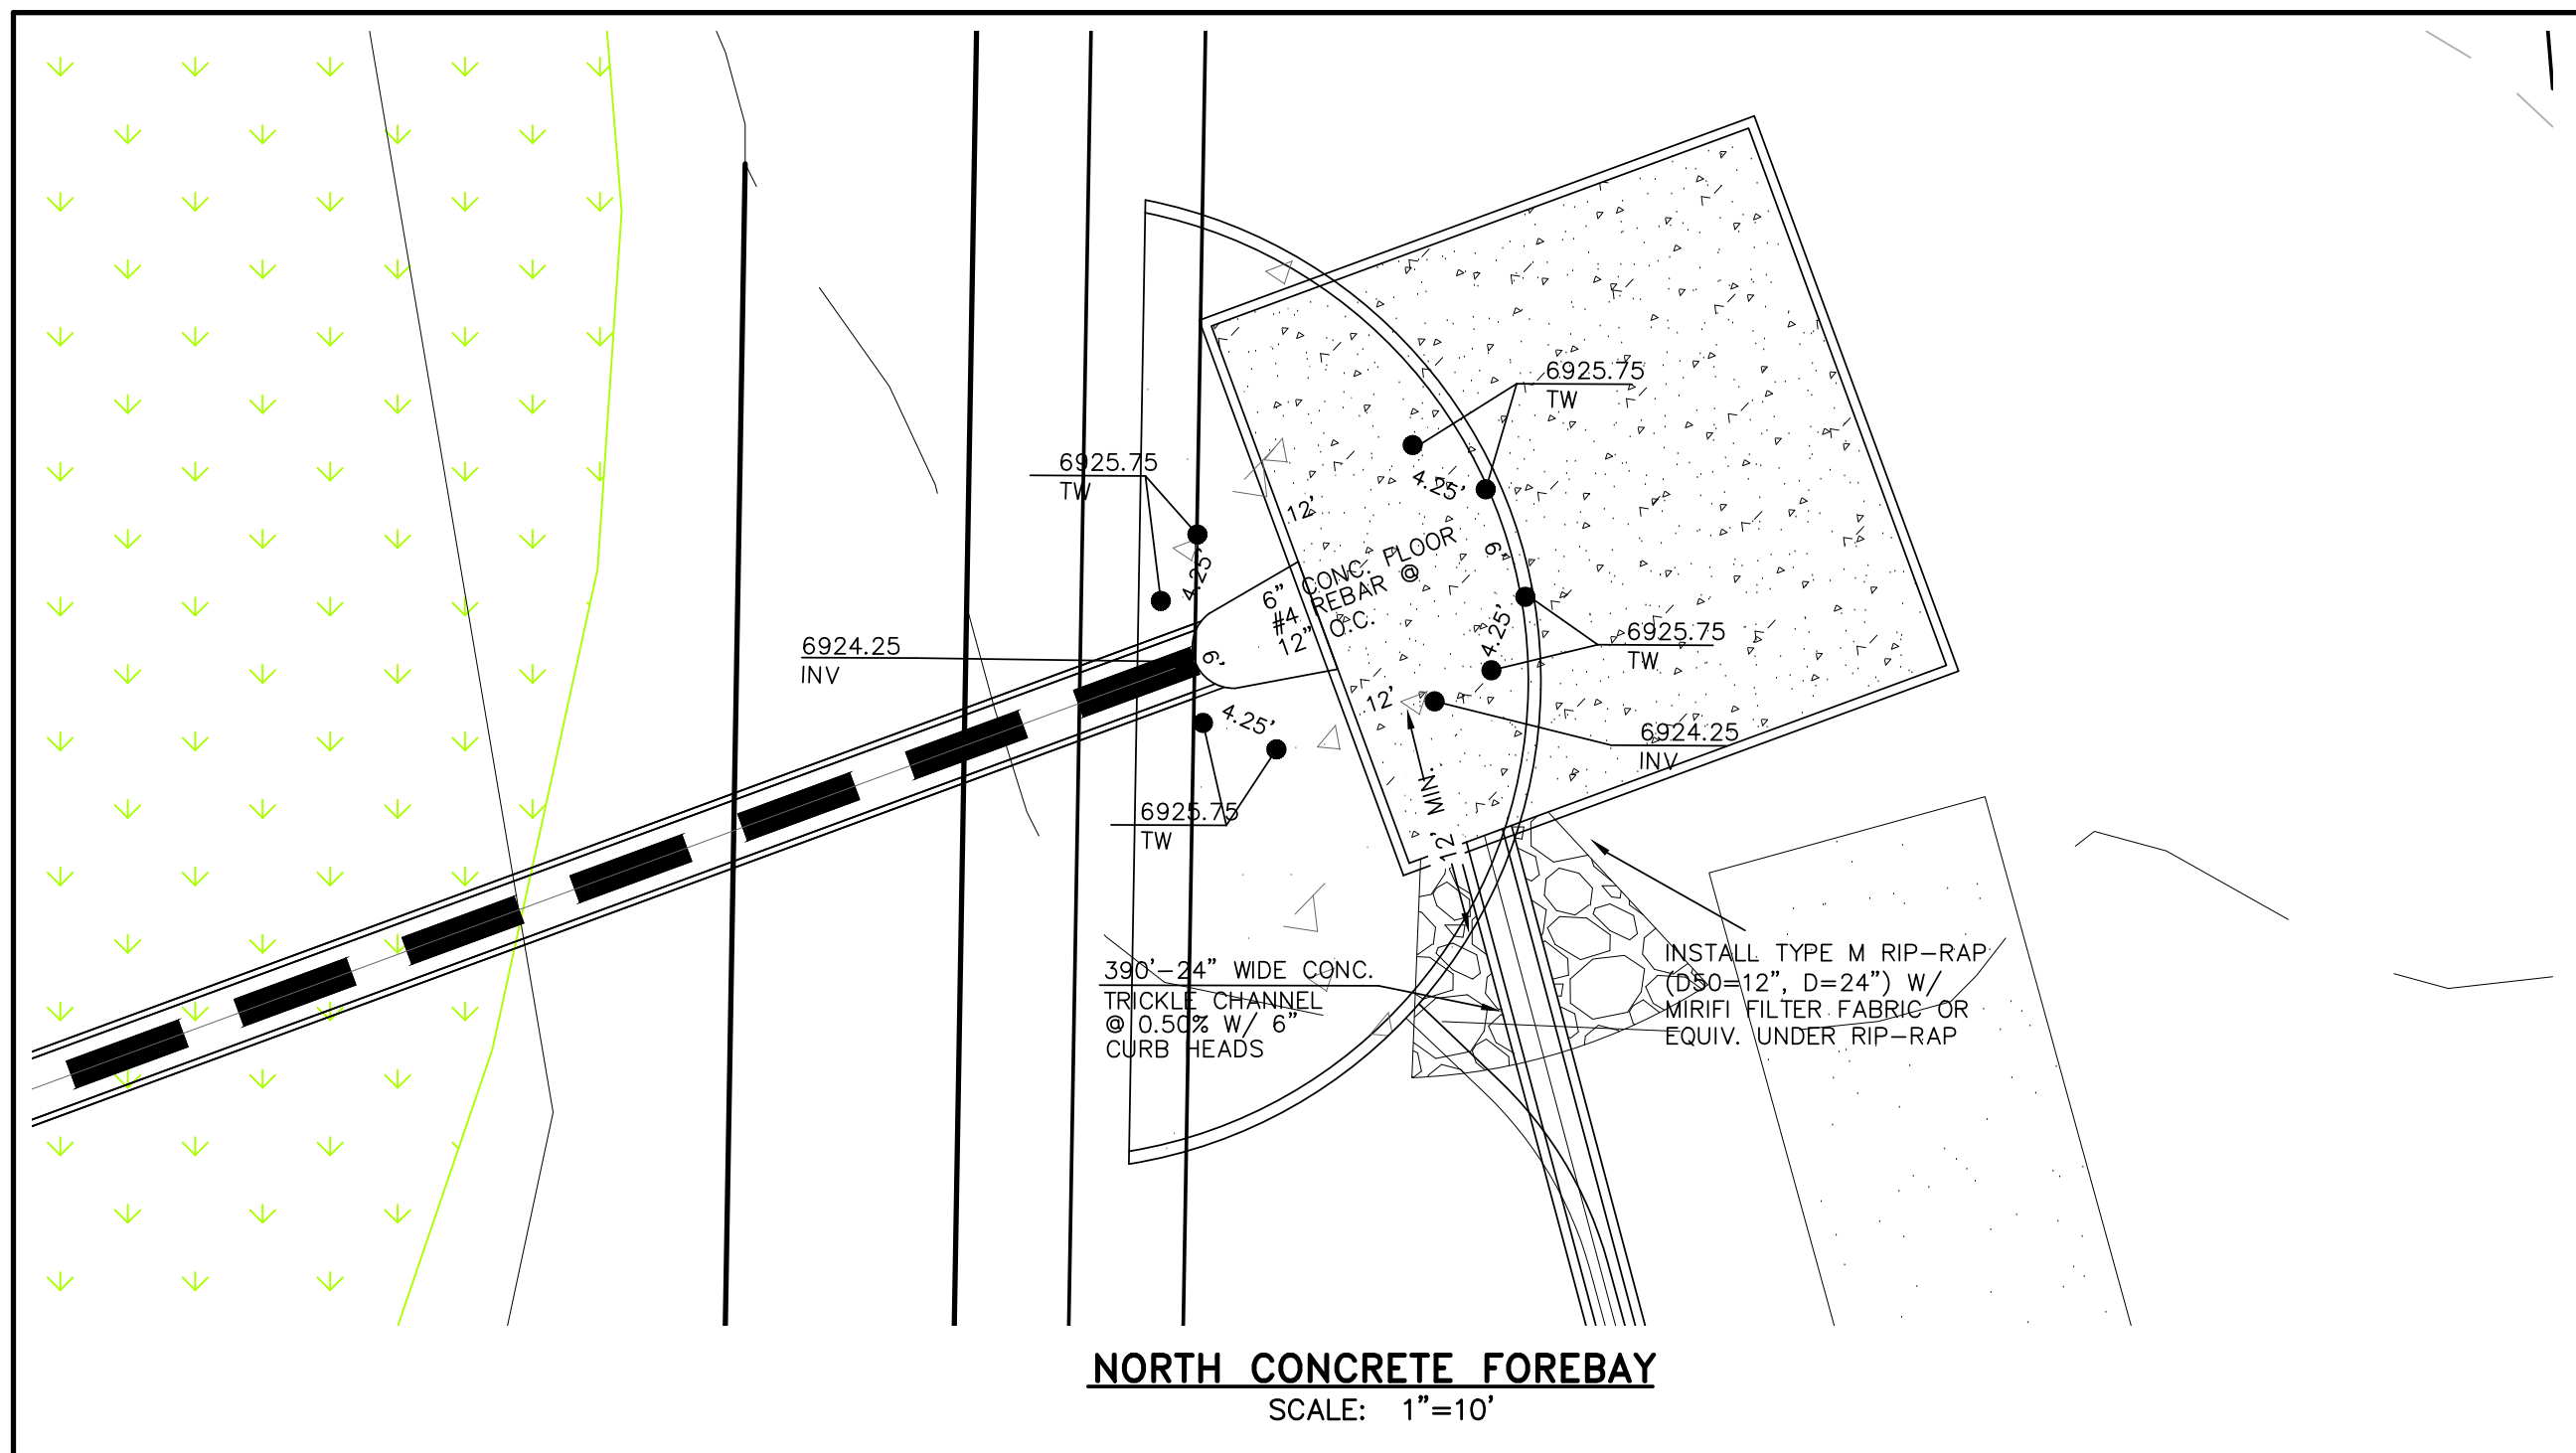 6925.75
TW
6925.75
TW
4.25'
12'
4.25'
6'
6" CONC. FLOOR
#4 REBAR @
12" O.C.
4.25'
6925.75
TW
6924.25
INV
6'
12'
4.25'
6924.25
INV
6925.75
TW
12' MIN.
390'-24" WIDE CONC.
TRICKLE CHANNEL
@ 0.50% W/ 6"
CURB HEADS
INSTALL TYPE M RIP-RAP
(D50=12", D=24") W/
MIRIFI FILTER FABRIC OR
EQUIV. UNDER RIP-RAP
NORTH CONCRETE FOREBAY
SCALE: 1"=10'